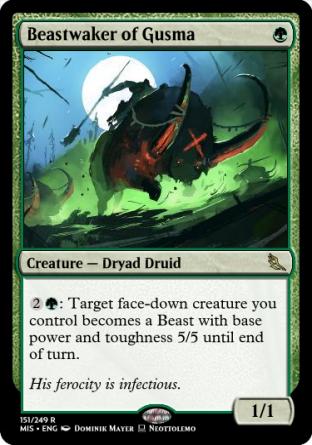 Beastwaker of Gusma
Creature — Dryad Druid
2 : Target face-down creature you
control becomes a Beast with base
power and toughness 5/5 until end
of turn.
His ferocity is infectious.
1/1
151/249 R
MIS • ENG Dominik Mayer | Neottolemo